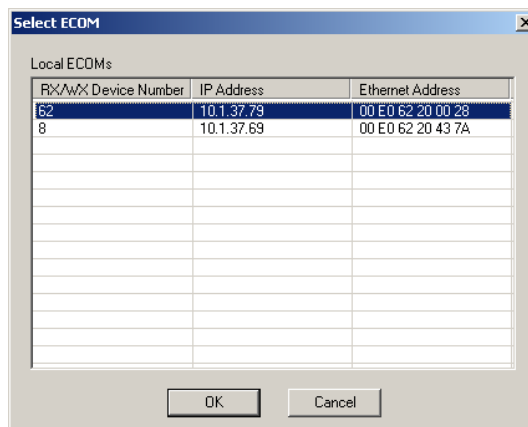 Select ECOM
Local ECOMs
RX/WX Device Number IP Address Ethernet Address
62 10.1.37.79 00 E0 62 20 00 28
8 10.1.37.69 00 E0 62 20 43 7A
OK Cancel